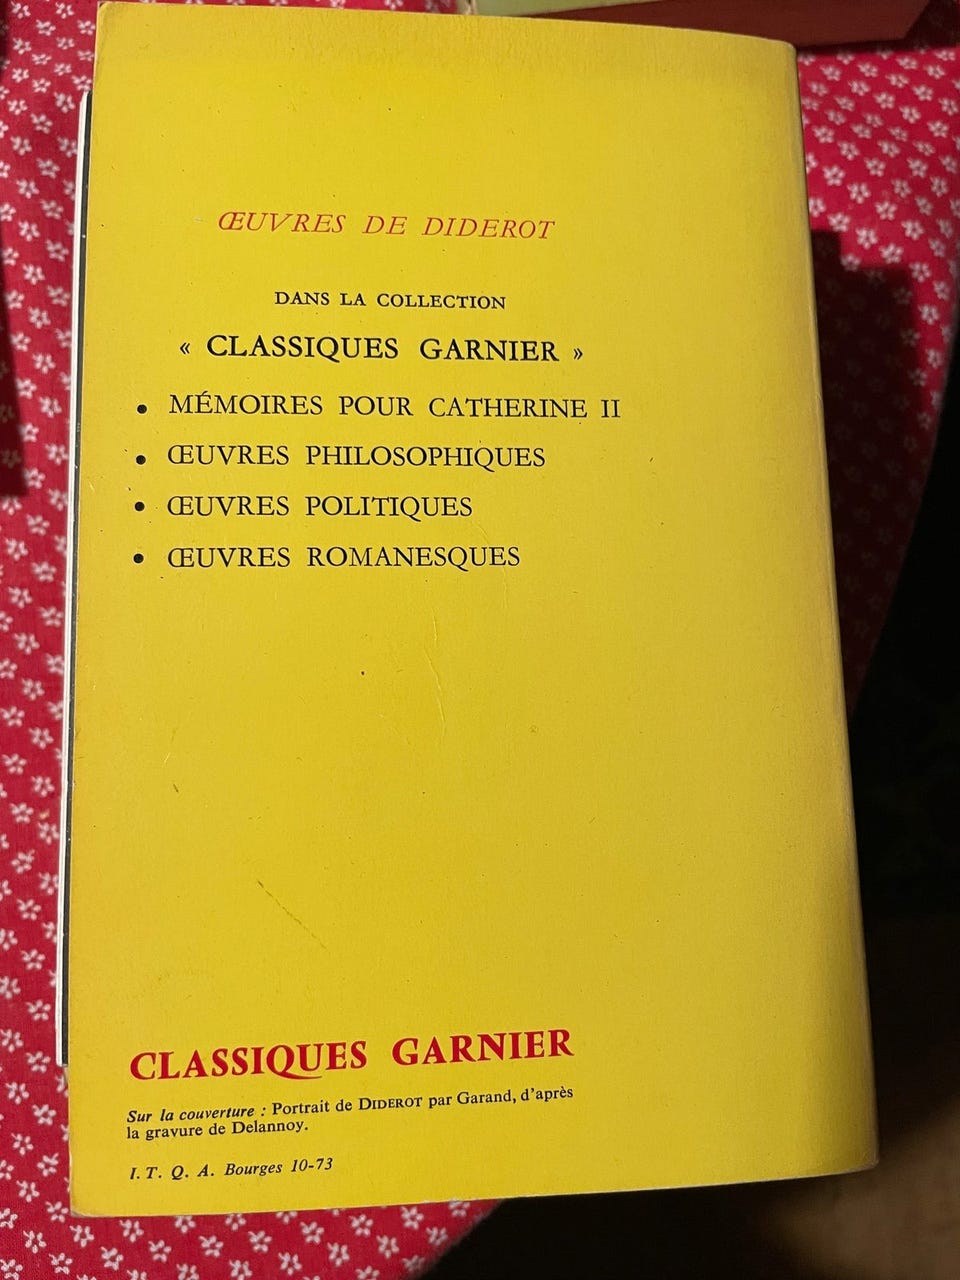 ŒUVRES DE DIDEROT
DANS LA COLLECTION
« CLASSIQUES GARNIER »
• MÉMOIRES POUR CATHERINE II
• ŒUVRES PHILOSOPHIQUES
• ŒUVRES POLITIQUES
• ŒUVRES ROMANESQUES
CLASSIQUES GARNIER
Sur la couverture : Portrait de DIDEROT par Garand, d'après
la gravure de Delannoy.
I. T. Q. A. Bourges 10-73